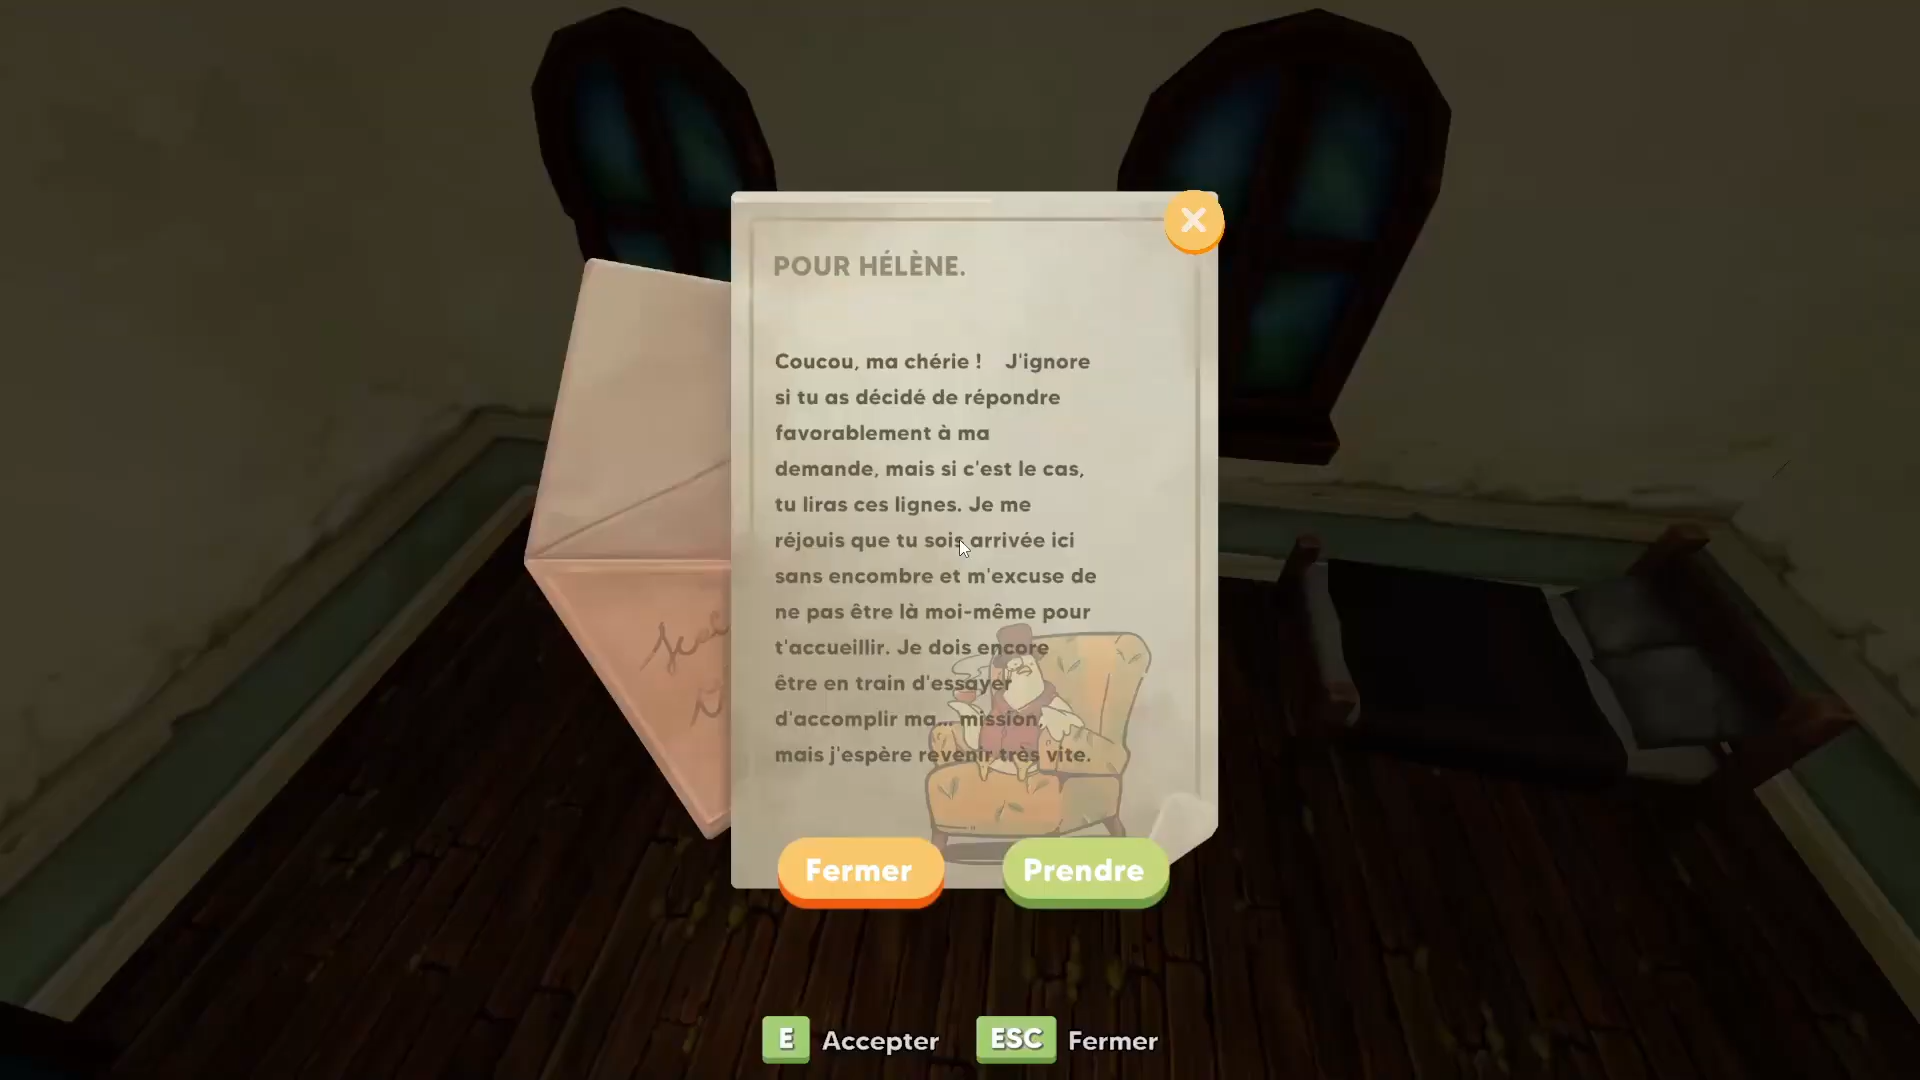 POUR HÉLÈNE.
Coucou, ma chérie ! J'ignore
si tu as décidé de répondre
favorablement à ma
demande, mais si c'est le cas,
tu liras ces lignes. Je me
réjouis que tu sois arrivée ici
sans encombre et m'excuse de
ne pas être là moi-même pour
t'accueillir. Je dois encore
être en train d'essayer
d'accomplir ma... mission,
mais j'espère revenir très vite.
Fermer
Prendre
E Accepter
ESC Fermer